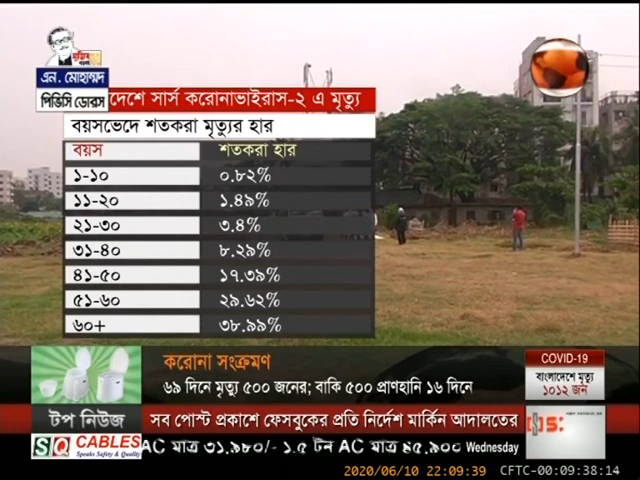 এন. মোহাম্মদ
পিভিসি ডোরস
দেশে সার্স করোনাভাইরাস-২ এ মৃত্যু
বয়সভেদে শতকরা মৃত্যুর হার
বয়স শতকরা হার
১-১০ ০.৮২%
১১-২০ ১.৪৯%
২১-৩০ ৩.৪%
৩১-৪০ ৮.২৯%
৪১-৫০ ১৭.৩৯%
৫১-৬০ ২৯.৬২%
৬০+ ৩৮.৯৯%
করোনা সংক্রমণ
৬৯ দিনে মৃত্যু ৫০০ জনের; বাকি ৫০০ প্রাণহানি ১৬ দিনে
COVID-19
বাংলাদেশে মৃত্যু
১০১২ জন
টপ নিউজ
সব পোস্ট প্রকাশে ফেসবুকের প্রতি নির্দেশ মার্কিন আদালতের
SQ CABLES
Speaks Safety & Quality
AC মাত্র ৩১,৯৮০/- ১.৫ টন AC মাত্র ৪৫,৯০০ Wednesday
2020/06/10 22:09:39 CFTC-00:09:38:14